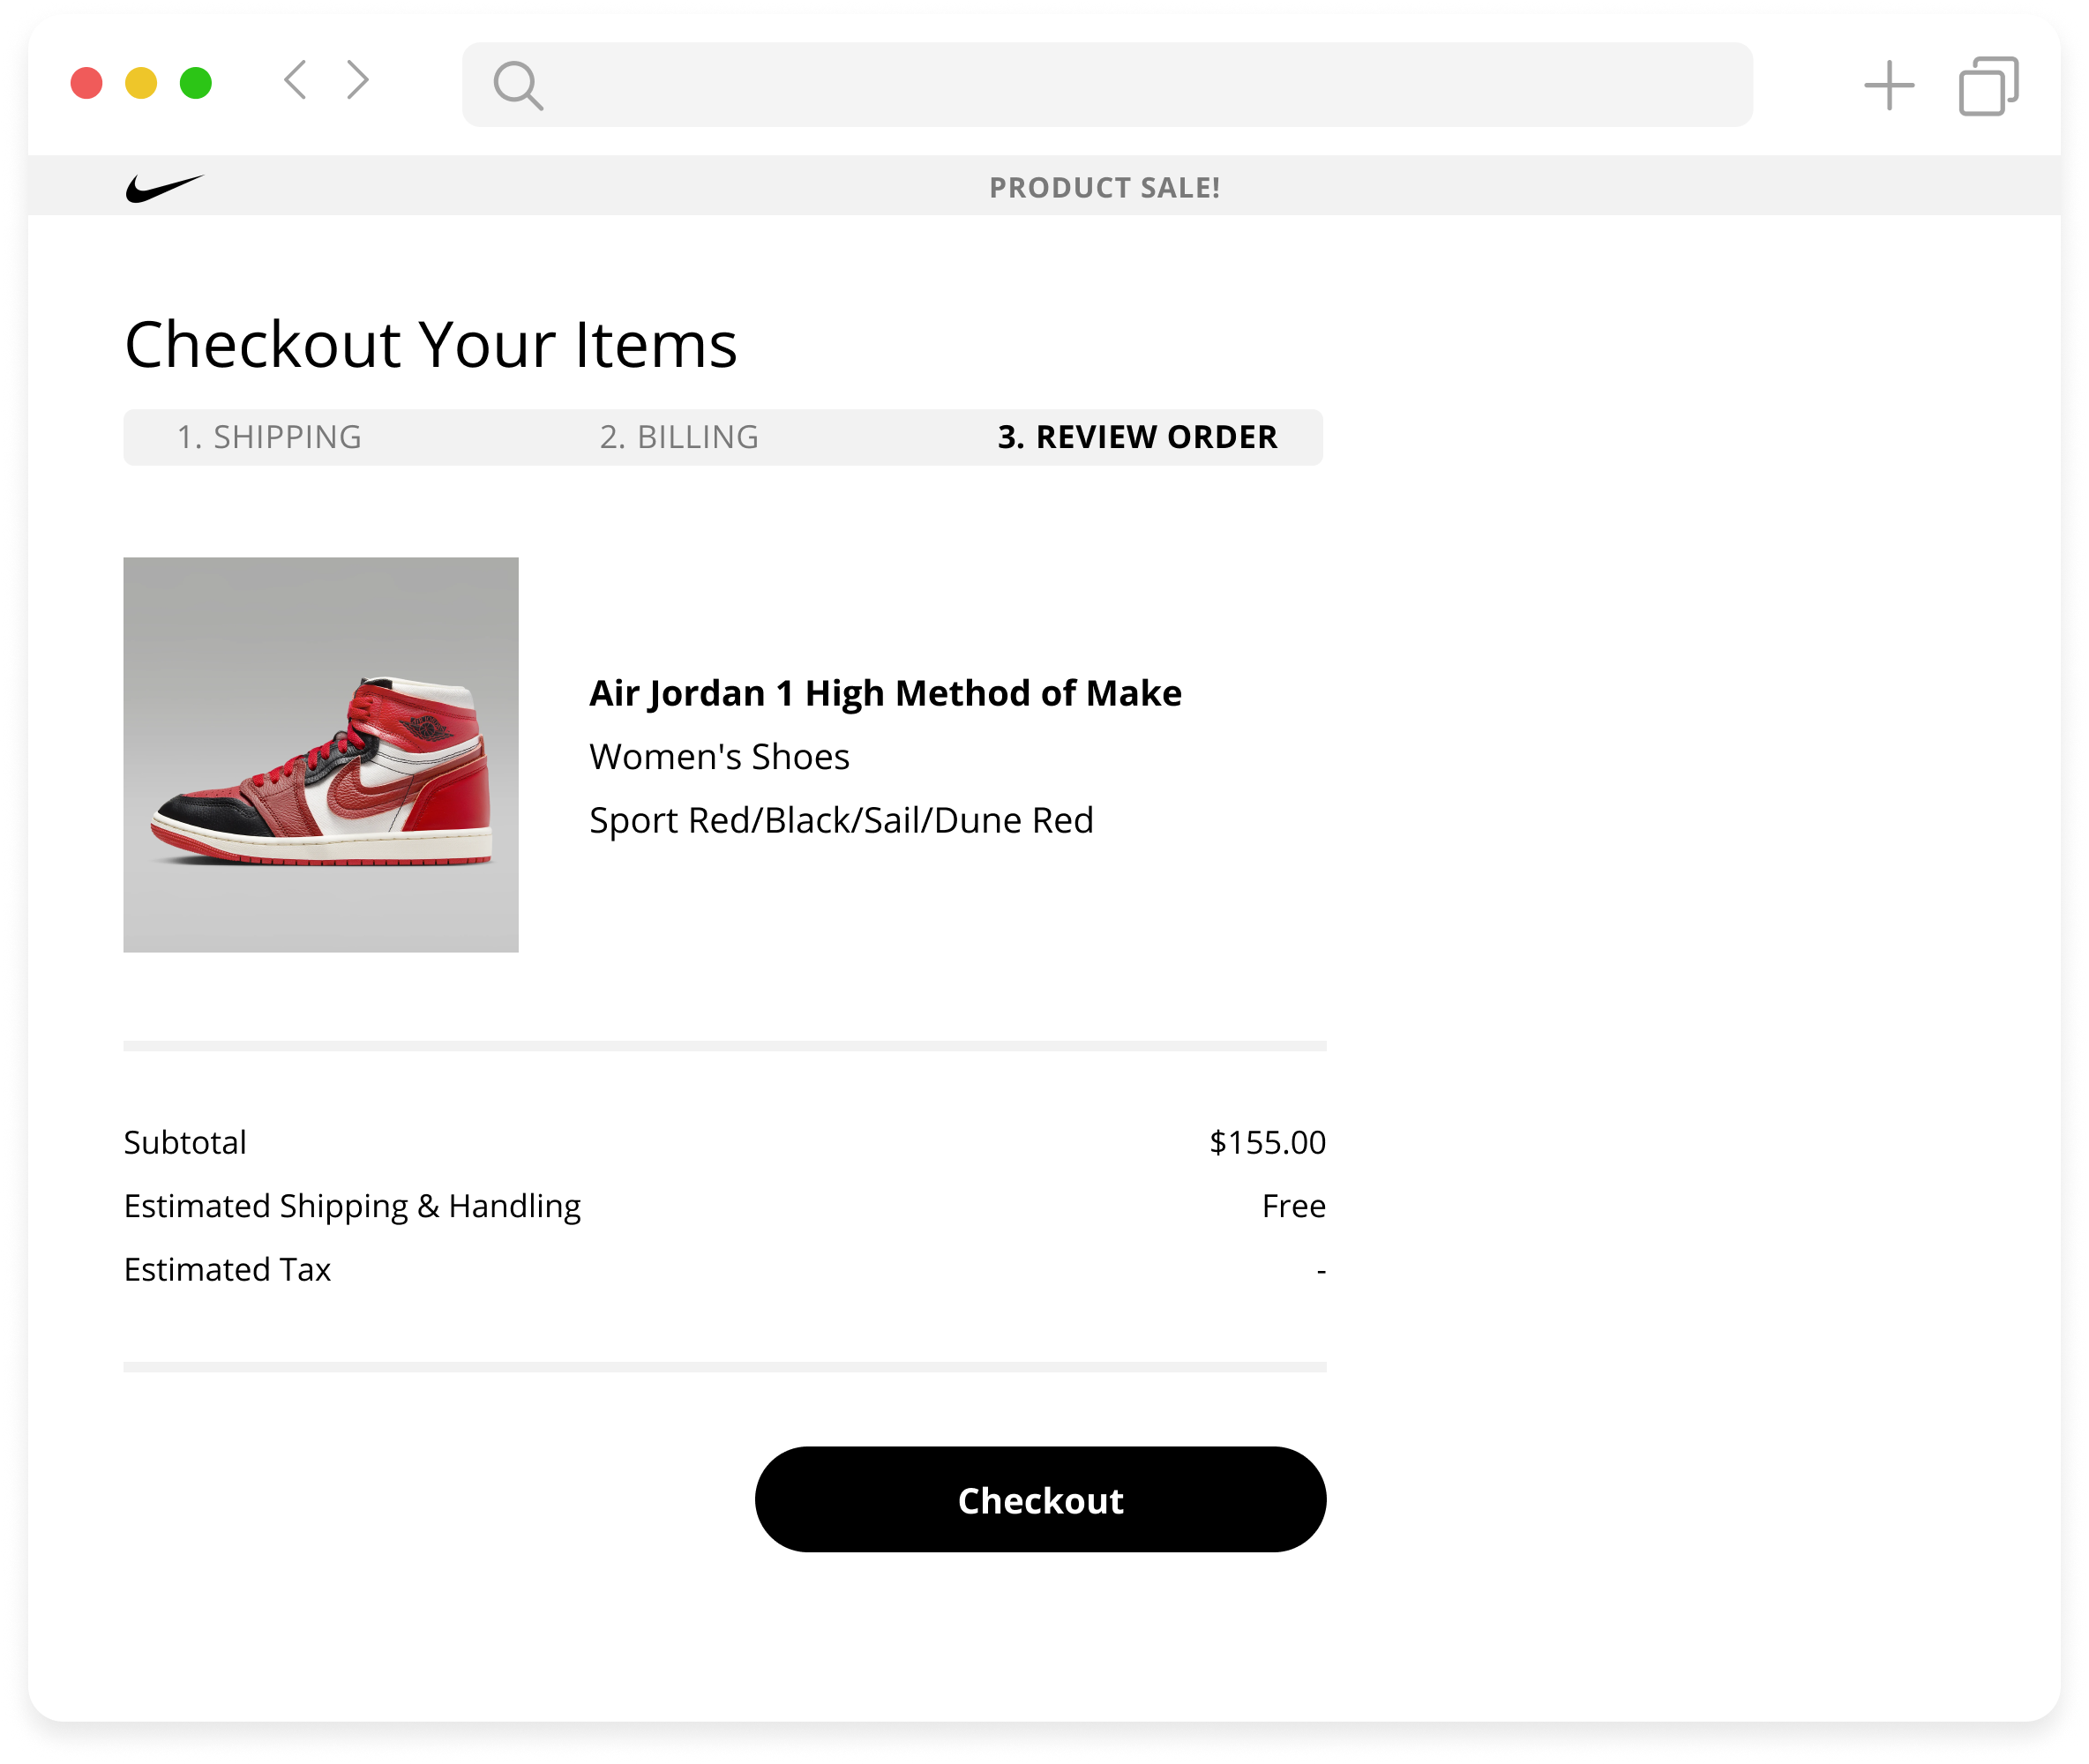 PRODUCT SALE!
Checkout Your Items
1. SHIPPING 2. BILLING 3. REVIEW ORDER
Air Jordan 1 High Method of Make
Women's Shoes
Sport Red/Black/Sail/Dune Red
Subtotal $155.00
Estimated Shipping & Handling Free
Estimated Tax -
Checkout